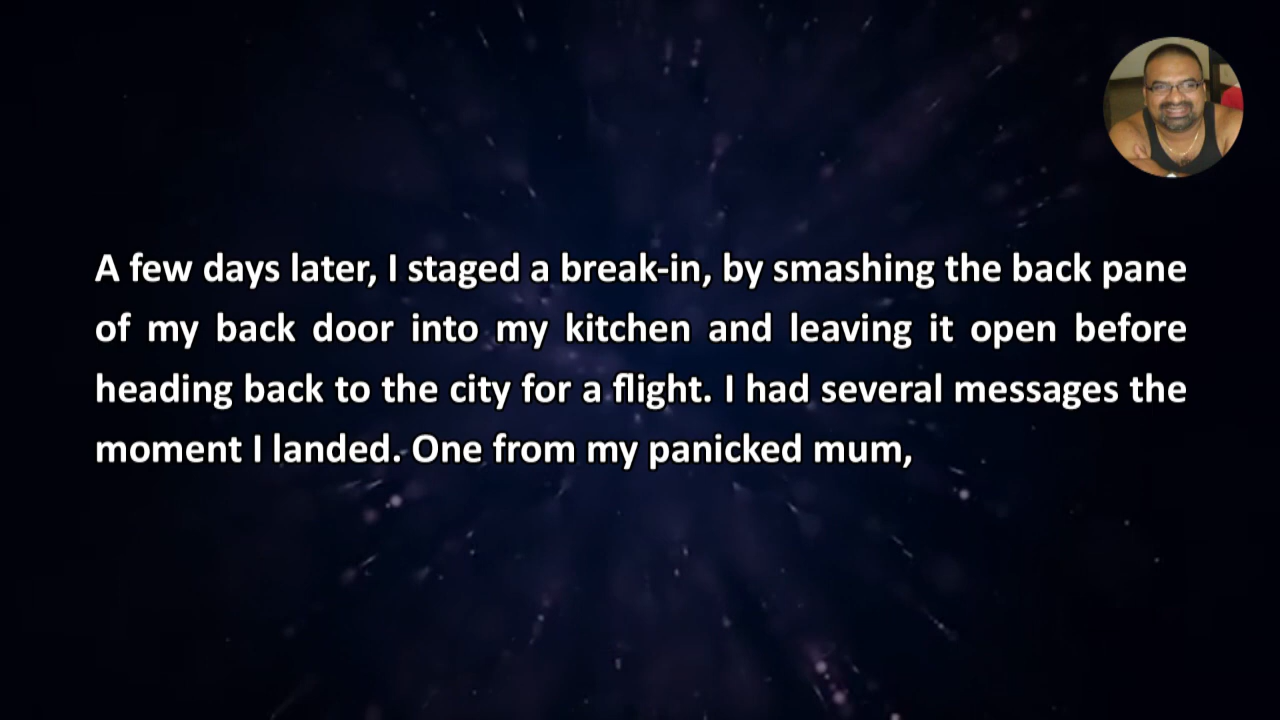 A few days later, I staged a break-in, by smashing the back pane
of my back door into my kitchen and leaving it open before
heading back to the city for a flight. I had several messages the
moment I landed. One from my panicked mum,